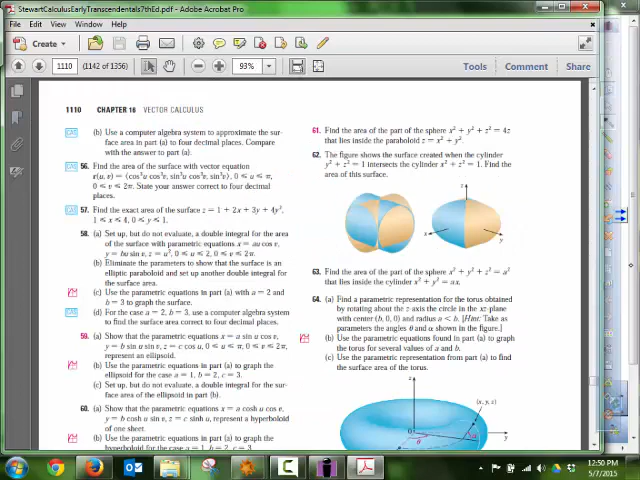 StewartCalculusEarlyTranscendentals7thEd.pdf - Adobe Acrobat Pro
File Edit View Window Help
Create
1110 (1142 of 1356) 93% Tools Comment Share
1110 CHAPTER 16 VECTOR CALCULUS
CAS (b) Use a computer algebra system to approximate the sur-
face area in part (a) to four decimal places. Compare
with the answer to part (a).
CAS 56. Find the area of the surface with vector equation
r(u, v) = ⟨cos³u cos³v, sin³u cos³v, sin³v⟩, 0 ≤ u ≤ π,
0 ≤ v ≤ 2π. State your answer correct to four decimal
places.
CAS 57. Find the exact area of the surface z = 1 + 2x + 3y + 4y²,
1 ≤ x ≤ 4, 0 ≤ y ≤ 1.
58. (a) Set up, but do not evaluate, a double integral for the area
of the surface with parametric equations x = au cos v,
y = bu sin v, z = u², 0 ≤ u ≤ 2, 0 ≤ v ≤ 2π.
(b) Eliminate the parameters to show that the surface is an
elliptic paraboloid and set up another double integral for
the surface area.
(c) Use the parametric equations in part (a) with a = 2 and
b = 3 to graph the surface.
CAS (d) For the case a = 2, b = 3, use a computer algebra system
to find the surface area correct to four decimal places.
59. (a) Show that the parametric equations x = a sin u cos v,
y = b sin u sin v, z = c cos u, 0 ≤ u ≤ π, 0 ≤ v ≤ 2π,
represent an ellipsoid.
(b) Use the parametric equations in part (a) to graph the
ellipsoid for the case a = 1, b = 2, c = 3.
(c) Set up, but do not evaluate, a double integral for the sur-
face area of the ellipsoid in part (b).
60. (a) Show that the parametric equations x = a cosh u cos v,
y = b cosh u sin v, z = c sinh u, represent a hyperboloid
of one sheet.
(b) Use the parametric equations in part (a) to graph the
hyperboloid for the case a = 1, b = 2, c = 3.
61. Find the area of the part of the sphere x² + y² + z² = 4z
that lies inside the paraboloid z = x² + y².
62. The figure shows the surface created when the cylinder
y² + z² = 1 intersects the cylinder x² + z² = 1. Find the
area of this surface.
z
x y
63. Find the area of the part of the sphere x² + y² + z² = a²
that lies inside the cylinder x² + y² = ax.
64. (a) Find a parametric representation for the torus obtained
by rotating about the z-axis the circle in the xz-plane
with center (b, 0, 0) and radius a < b. [Hint: Take as
parameters the angles θ and α shown in the figure.]
(b) Use the parametric equations found in part (a) to graph
the torus for several values of a and b.
(c) Use the parametric representation from part (a) to find
the surface area of the torus.
z
(x, y, z)
0
θ α y
12:50 PM
5/7/2015